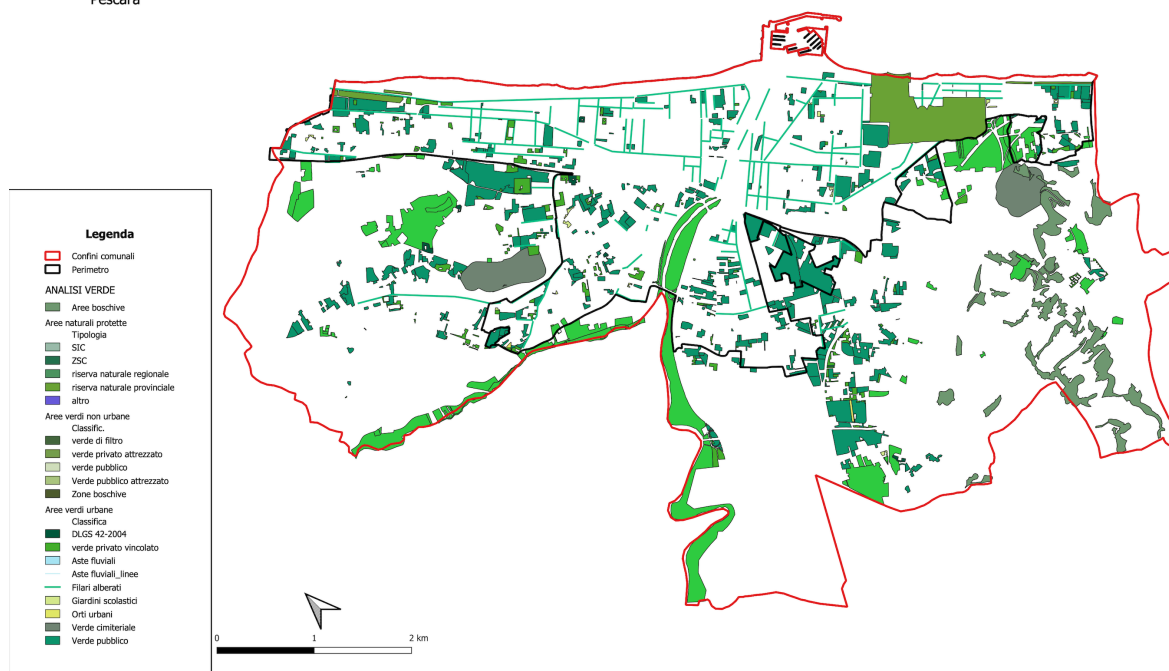 Pescara
Legenda
Confini comunali
Perimetro
ANALISI VERDE
Aree boschive
Aree naturali protette
Tipologia
SIC
ZSC
riserva naturale regionale
riserva naturale provinciale
altro
Aree verdi non urbane
Classific.
verde di filtro
verde privato attrezzato
verde pubblico
Verde pubblico attrezzato
Zone boschive
Aree verdi urbane
Classifica
DLGS 42-2004
verde privato vincolato
Aste fluviali
Aste fluviali_linee
Filari alberati
Giardini scolastici
Orti urbani
Verde cimiteriale
Verde pubblico
0 1 2 km